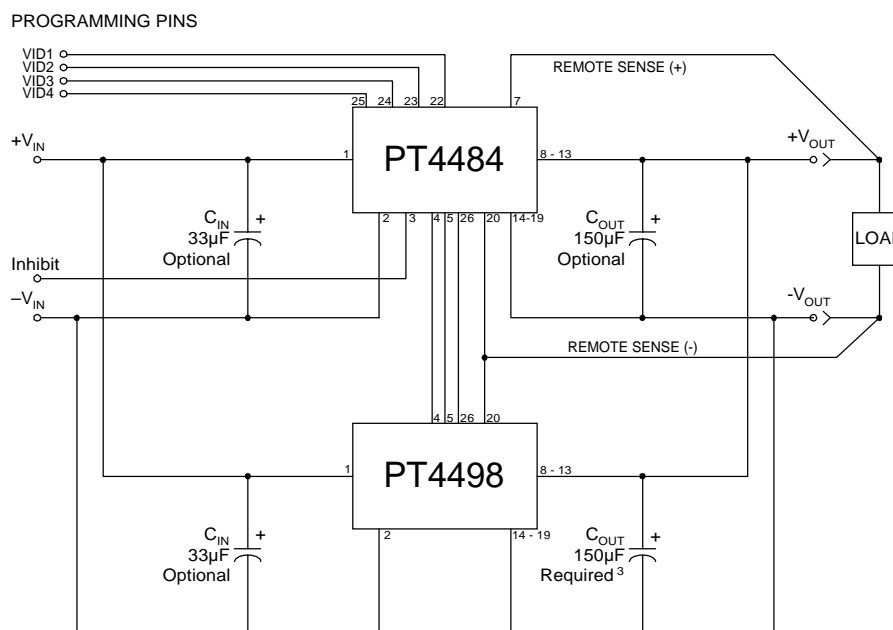 PROGRAMMING PINS
VID1
VID2
VID3
VID4
25 24 23 22 7
REMOTE SENSE (+)
+VIN
1
PT4484
8 - 13
+VOUT
CIN
+
33µF
Optional
2 3 4 5 26 20 14-19
COUT
+
150µF
Optional
LOAD
Inhibit
–VIN
-VOUT
REMOTE SENSE (-)
4 5 26 20
1
PT4498
8 - 13
CIN
+
33µF
Optional
2
14 - 19
COUT
+
150µF
Required 3